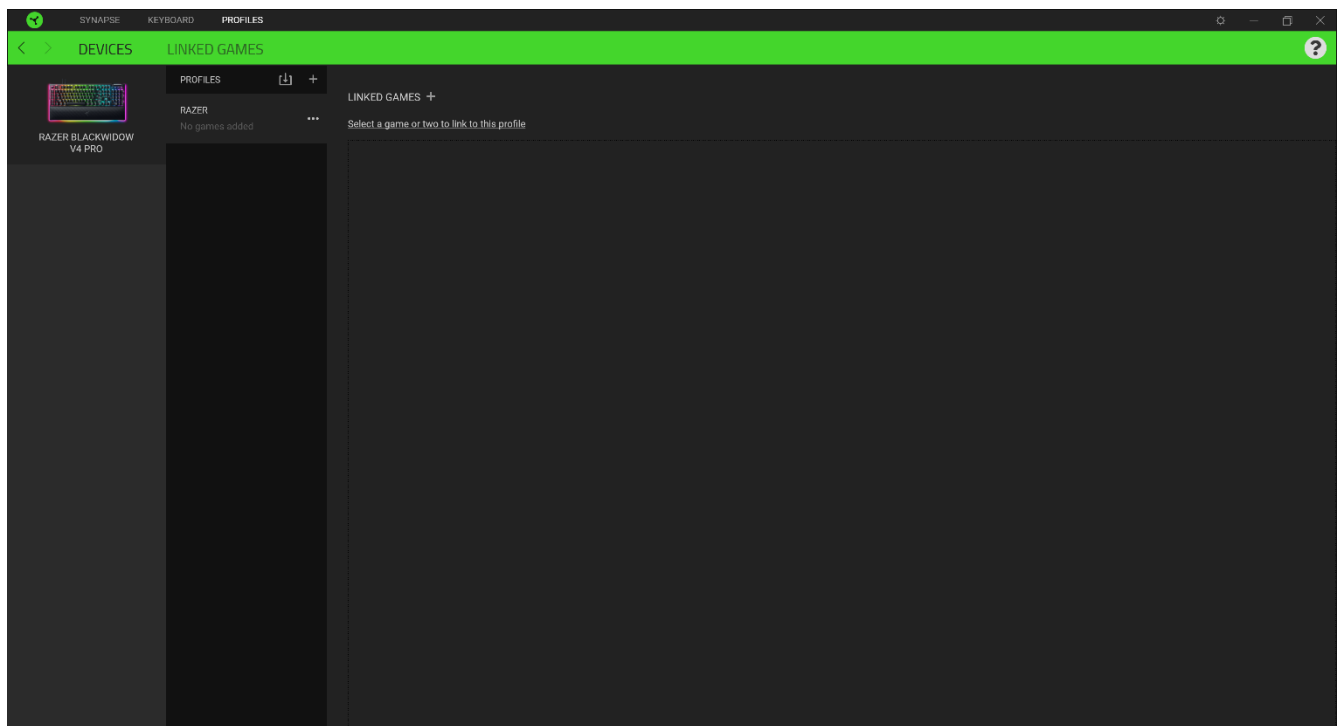 SYNAPSE KEYBOARD PROFILES
DEVICES LINKED GAMES
?
RAZER BLACKWIDOW
V4 PRO
PROFILES
RAZER
No games added
LINKED GAMES +
Select a game or two to link to this profile